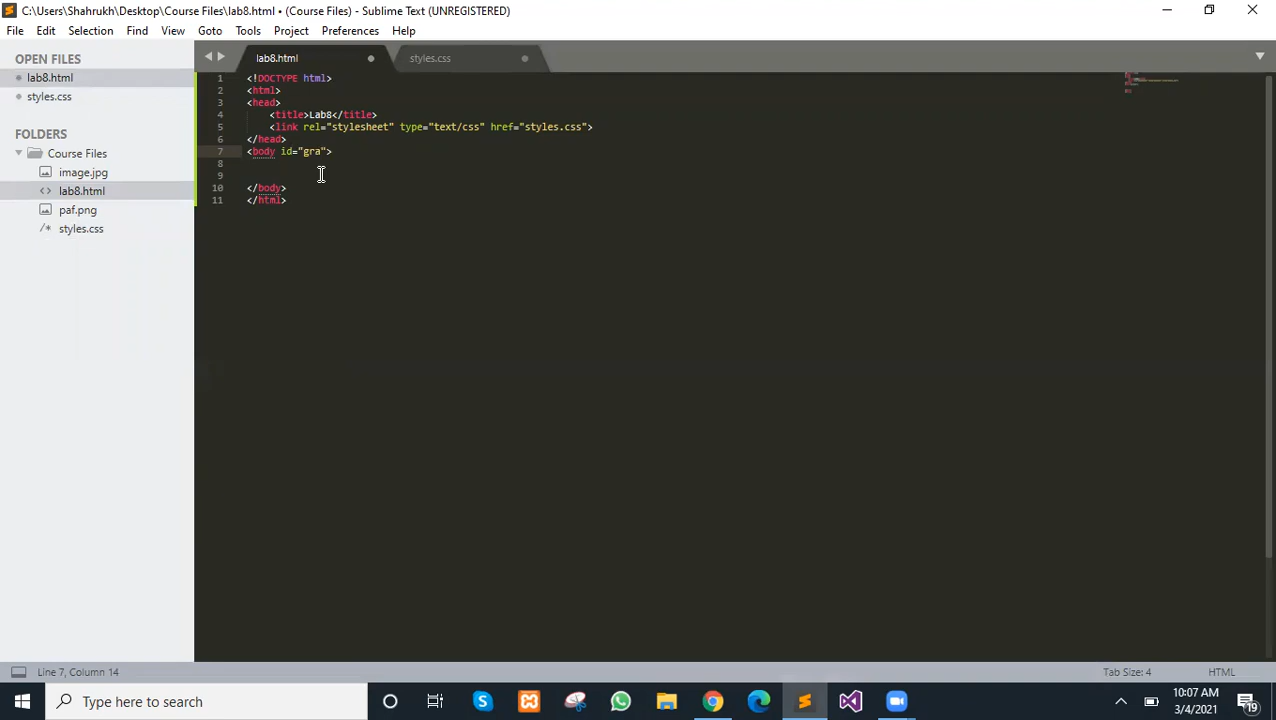 C:\Users\Shahrukh\Desktop\Course Files\lab8.html • (Course Files) - Sublime Text (UNREGISTERED)
File Edit Selection Find View Goto Tools Project Preferences Help
OPEN FILES
lab8.html
styles.css
FOLDERS
Course Files
image.jpg
<> lab8.html
paf.png
/* styles.css
lab8.html styles.css
1 <!DOCTYPE html>
2 <html>
3 <head>
4 <title>Lab8</title>
5 <link rel="stylesheet" type="text/css" href="styles.css">
6 </head>
7 <body id="gra">
8
9
10 </body>
11 </html>
Line 7, Column 14 Tab Size: 4 HTML
Type here to search
10:07 AM
3/4/2021
19